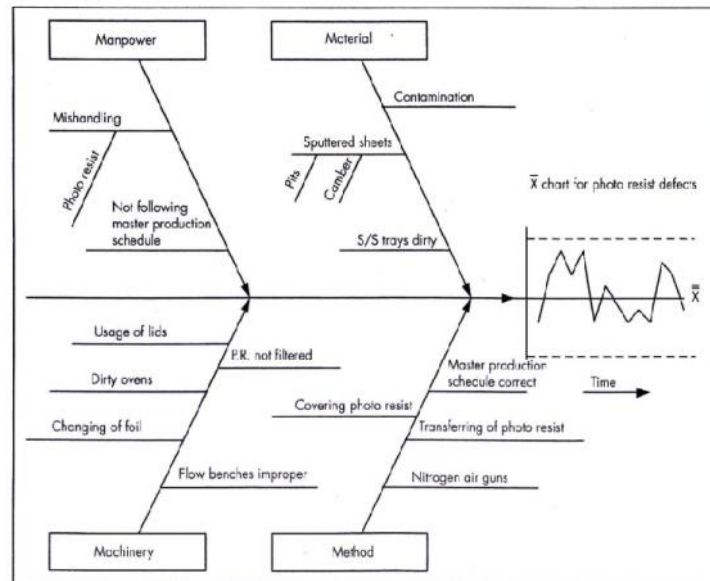 Manpower
Material
Contamination
Mishandling
Sputtered sheets
Photo resist
Pits
Camber
X̅ chart for photo resist defects
Not following
master production
schedule
S/S trays dirty
X̿
Usage of lids
P.R. not filtered
Master production
schecule correct
Time
Dirty ovens
Covering photo resist
Changing of foil
Transferring of photo resist
Flow benches improper
Nitrogen air guns
Machinery
Method